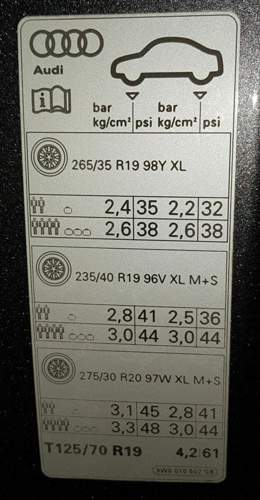 Audi
bar psi bar psi
kg/cm² kg/cm²
265/35 R19 98Y XL
2,4 35 2,2 32
2,6 38 2,6 38
235/40 R19 96V XL M+S
2,8 41 2,5 36
3,0 44 3,0 44
275/30 R20 97W XL M+S
3,1 45 2,8 41
3,3 48 3,0 44
T125/70 R19 4,2 61